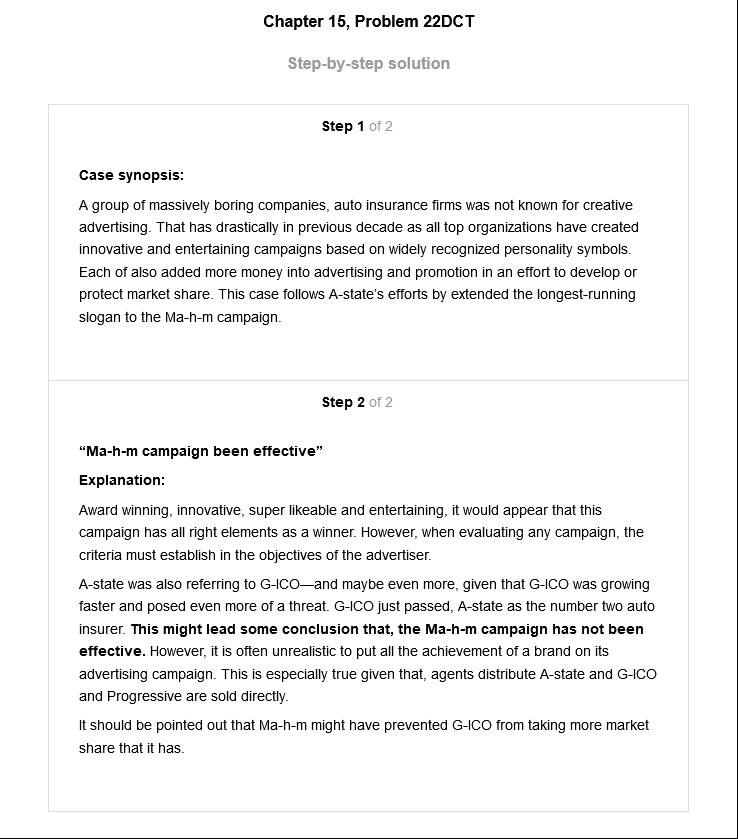 Chapter 15, Problem 22DCT
Step-by-step solution
Step 1 of 2
Case synopsis:
A group of massively boring companies, auto insurance firms was not known for creative
advertising. That has drastically in previous decade as all top organizations have created
innovative and entertaining campaigns based on widely recognized personality symbols.
Each of also added more money into advertising and promotion in an effort to develop or
protect market share. This case follows A-state’s efforts by extended the longest-running
slogan to the Ma-h-m campaign.
Step 2 of 2
“Ma-h-m campaign been effective”
Explanation:
Award winning, innovative, super likeable and entertaining, it would appear that this
campaign has all right elements as a winner. However, when evaluating any campaign, the
criteria must establish in the objectives of the advertiser.
A-state was also referring to G-ICO—and maybe even more, given that G-ICO was growing
faster and posed even more of a threat. G-ICO just passed, A-state as the number two auto
insurer. This might lead some conclusion that, the Ma-h-m campaign has not been
effective. However, it is often unrealistic to put all the achievement of a brand on its
advertising campaign. This is especially true given that, agents distribute A-state and G-ICO
and Progressive are sold directly.
It should be pointed out that Ma-h-m might have prevented G-ICO from taking more market
share that it has.